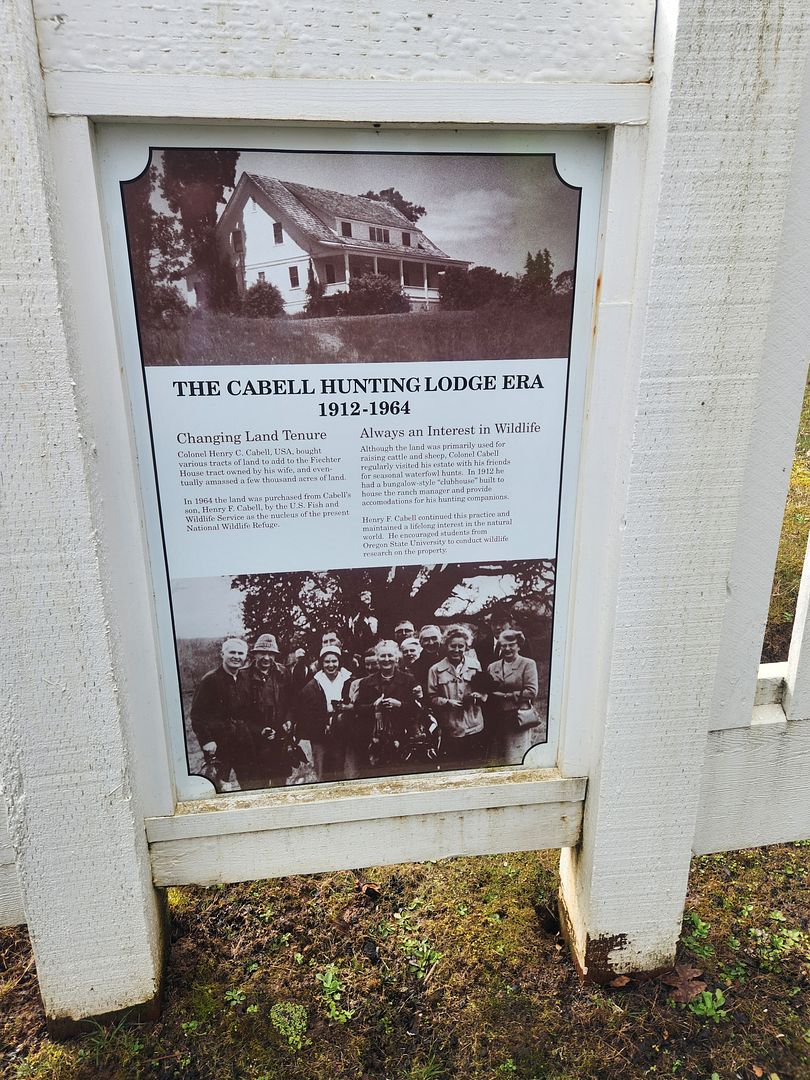 THE CABELL HUNTING LODGE ERA
1912-1964
Changing Land Tenure
Colonel Henry C. Cabell, USA, bought
various tracts of land to add to the Fiechter
House tract owned by his wife, and even-
tually amassed a few thousand acres of land.
In 1964 the land was purchased from Cabell's
son, Henry F. Cabell, by the U.S. Fish and
Wildlife Service as the nucleus of the present
National Wildlife Refuge.
Always an Interest in Wildlife
Although the land was primarily used for
raising cattle and sheep, Colonel Cabell
regularly visited his estate with his friends
for seasonal waterfowl hunts. In 1912 he
had a bungalow-style "clubhouse" built to
house the ranch manager and provide
accomodations for his hunting companions.
Henry F. Cabell continued this practice and
maintained a lifelong interest in the natural
world. He encouraged students from
Oregon State University to conduct wildlife
research on the property.